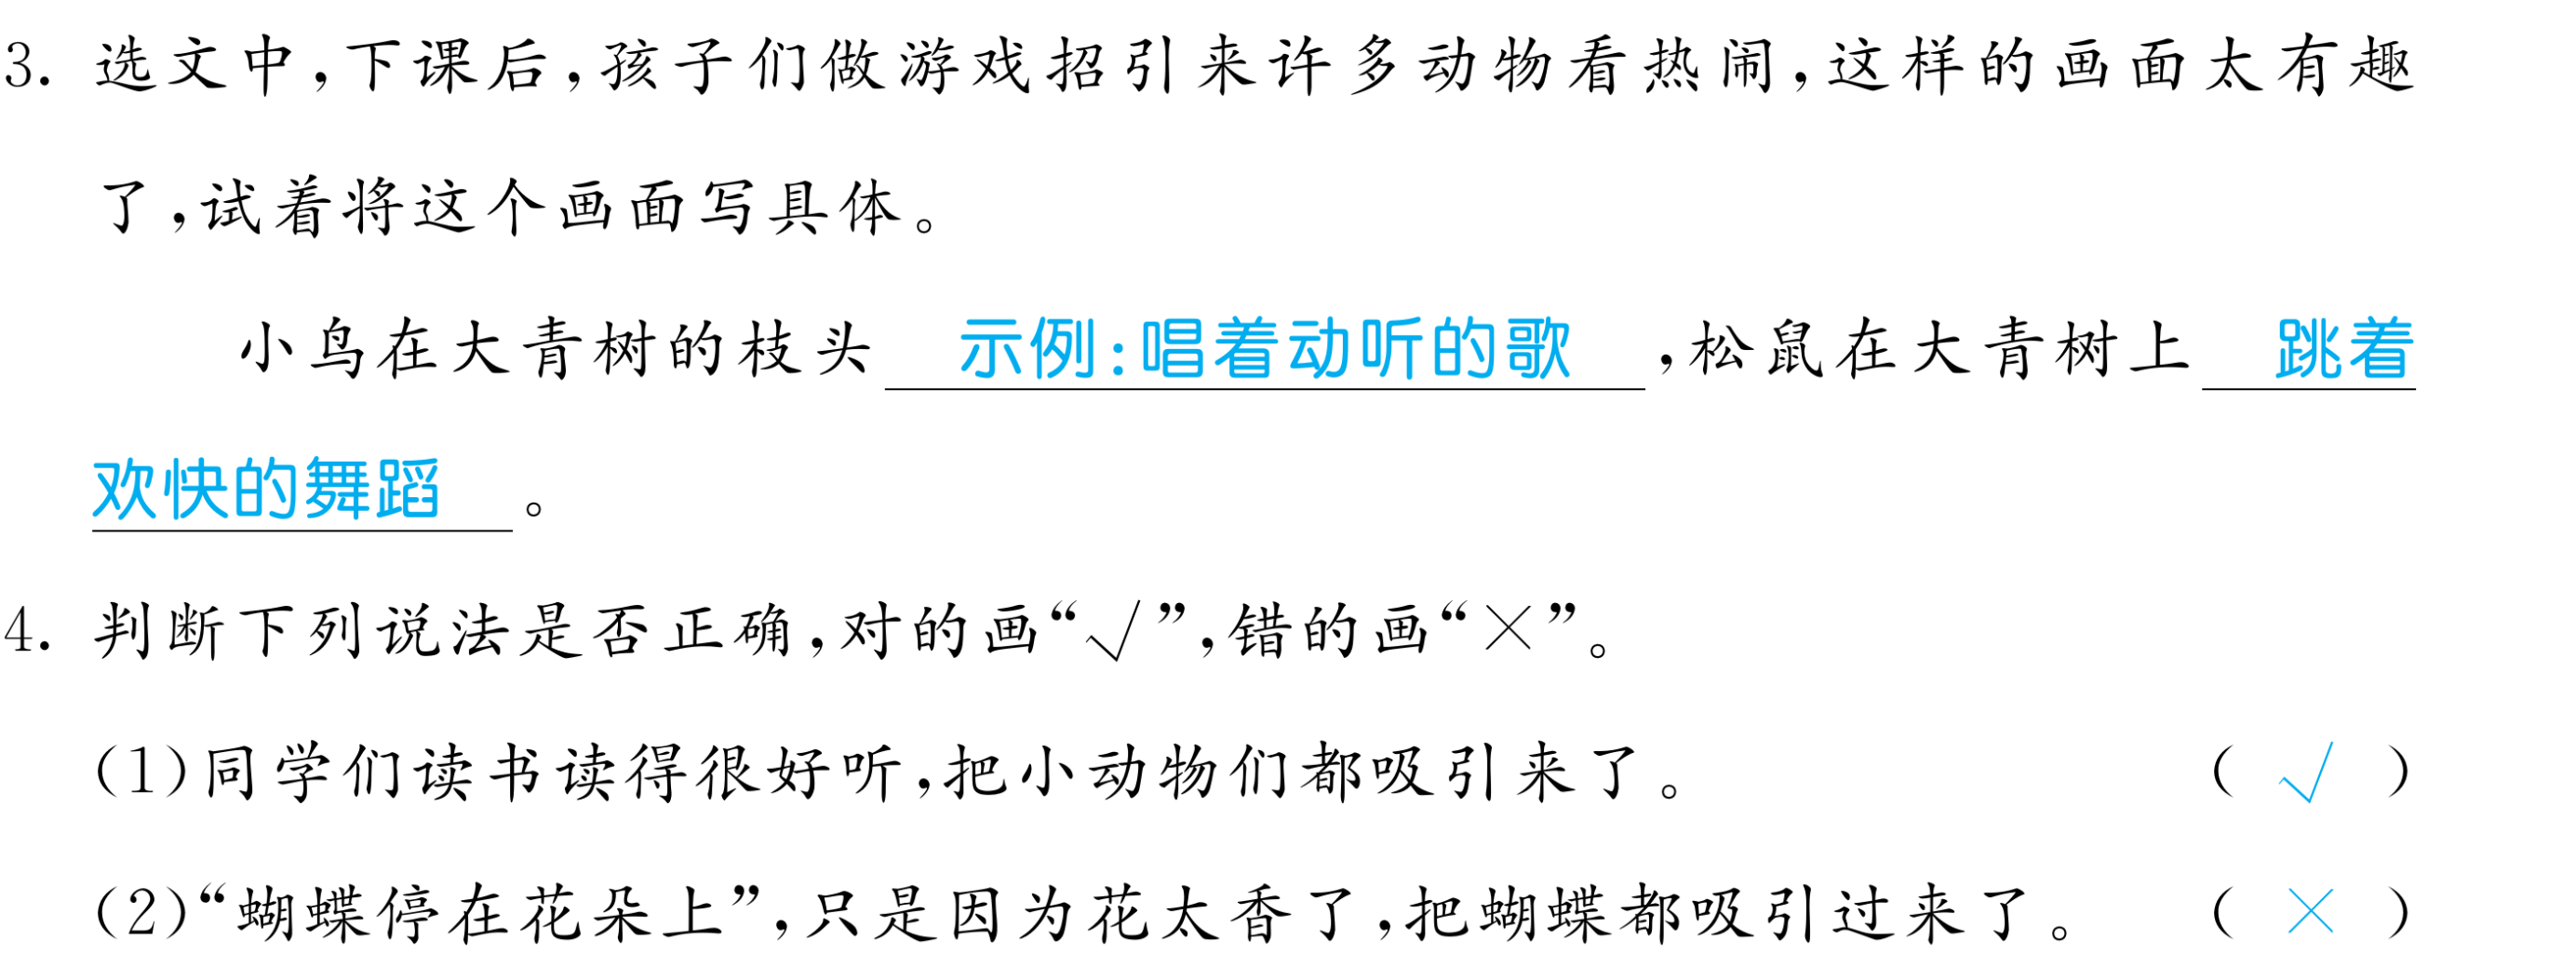 3. 选文中,下课后,孩子们做游戏招引来许多动物看热闹,这样的画面太有趣
了,试着将这个画面写具体。
小鸟在大青树的枝头 示例:唱着动听的歌 ,松鼠在大青树上 跳着
欢快的舞蹈 。
4. 判断下列说法是否正确,对的画“√”,错的画“×”。
(1)同学们读书读得很好听,把小动物们都吸引来了。 ( √ )
(2)“蝴蝶停在花朵上”,只是因为花太香了,把蝴蝶都吸引过来了。 ( × )